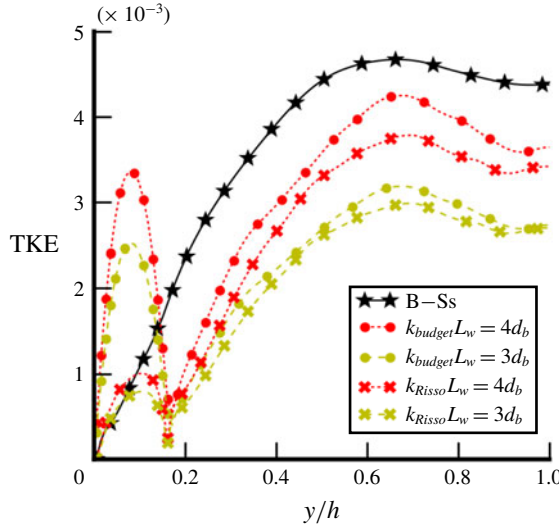 (× 10⁻³)
5
4
3
2
1
0
TKE
0.2
0.4
0.6
0.8
1.0
y/h
B−Ss
k_budget L_w = 4d_b
k_budget L_w = 3d_b
k_Risso L_w = 4d_b
k_Risso L_w = 3d_b